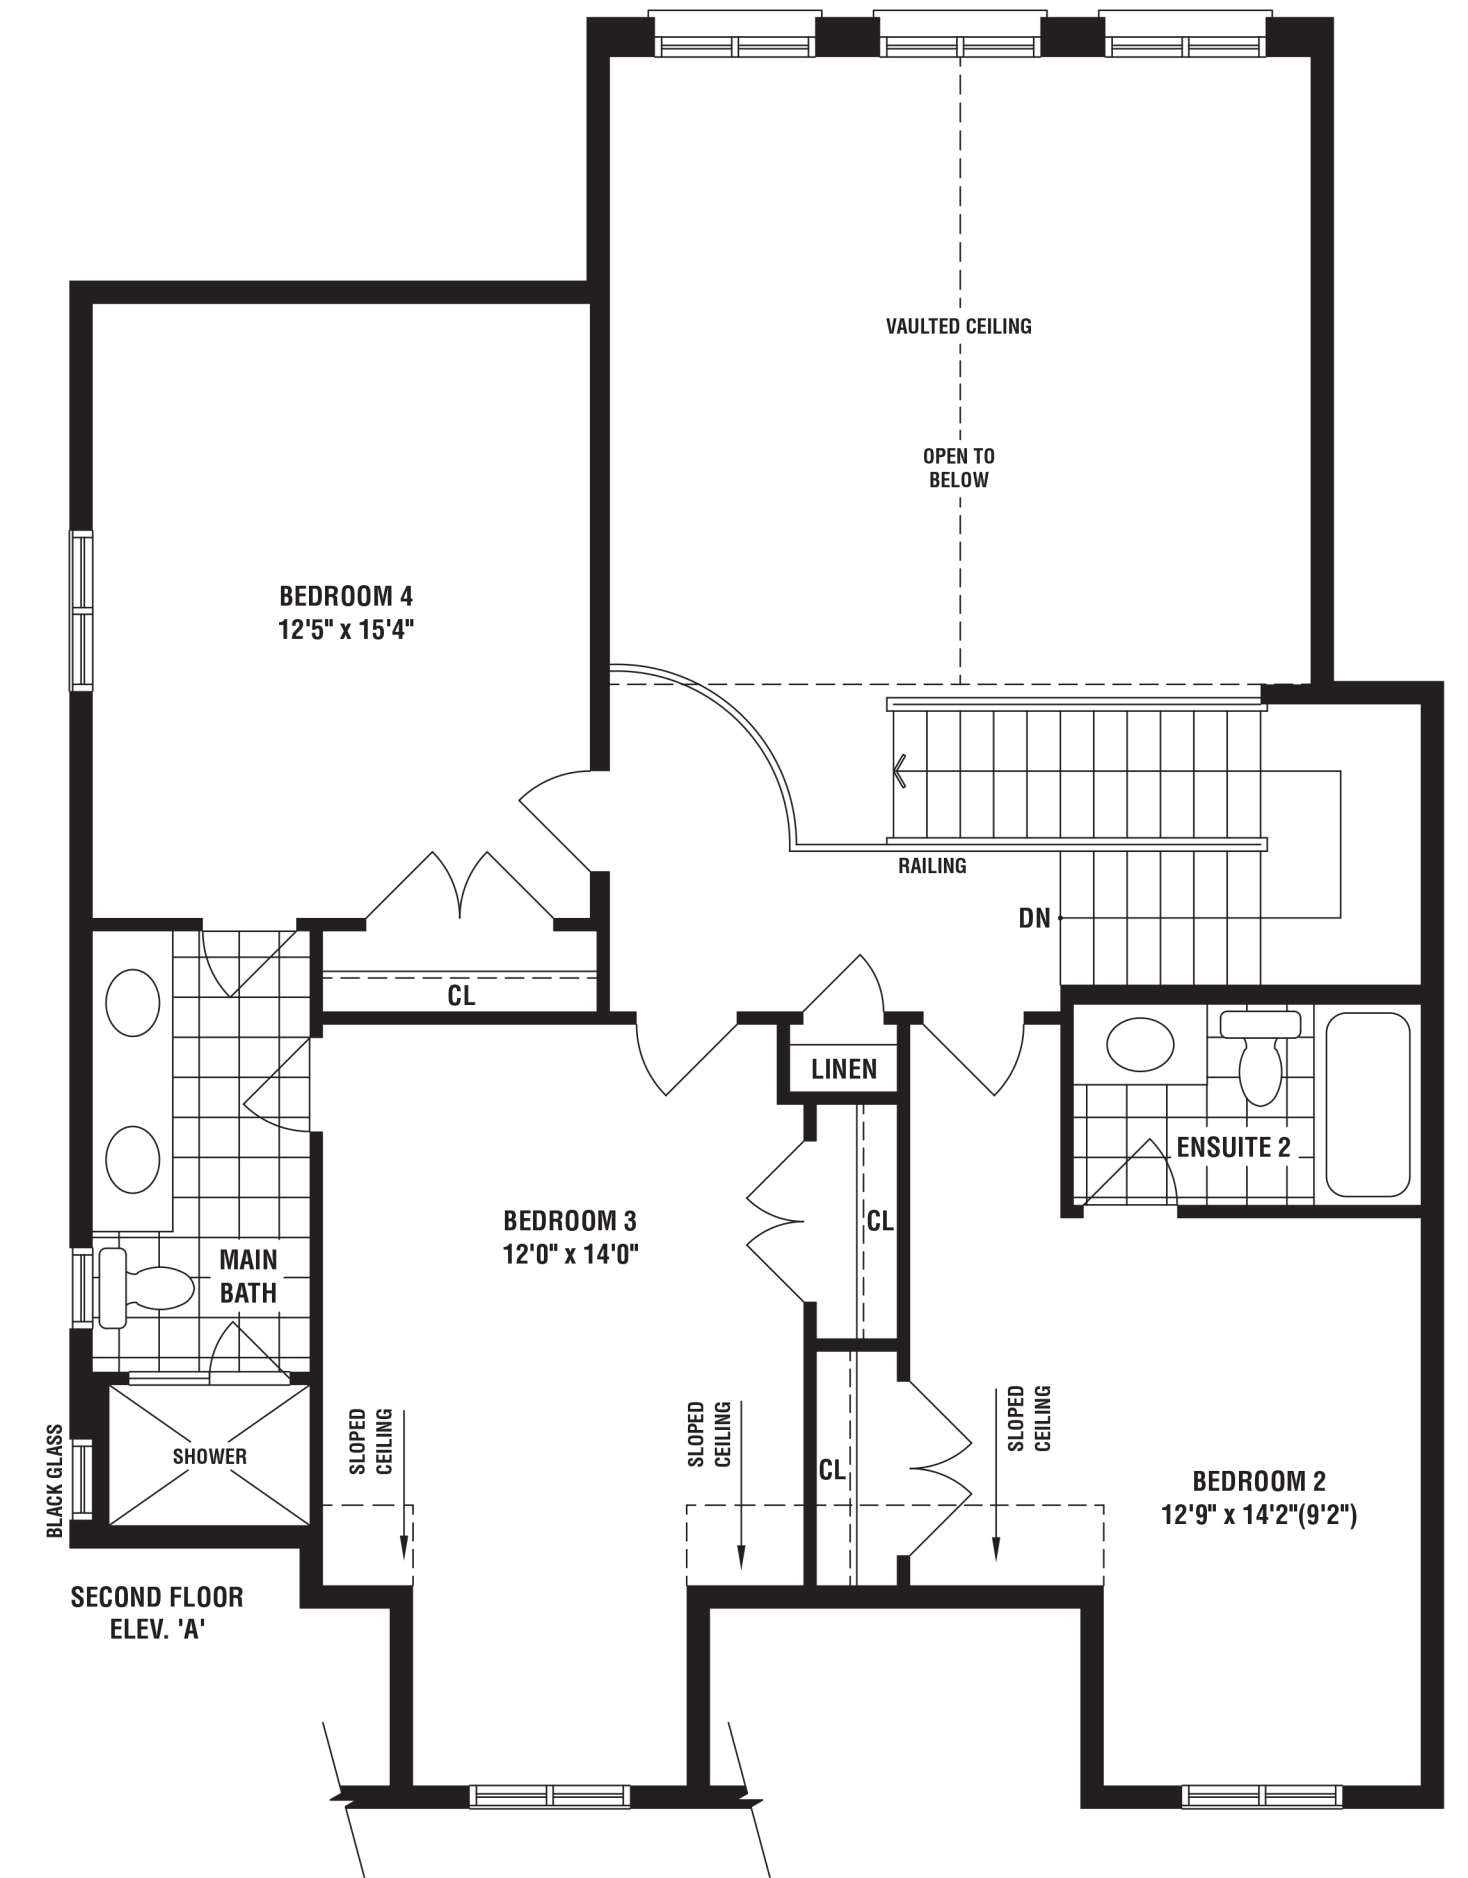 VAULTED CEILING
OPEN TO
BELOW
BEDROOM 4
12'5" x 15'4"
RAILING
DN
CL
LINEN
ENSUITE 2
BEDROOM 3
12'0" x 14'0"
CL
MAIN
BATH
SLOPED
CEILING
SLOPED
CEILING
SLOPED
CEILING
BLACK GLASS
SHOWER
CL
BEDROOM 2
12'9" x 14'2"(9'2")
SECOND FLOOR
ELEV. 'A'